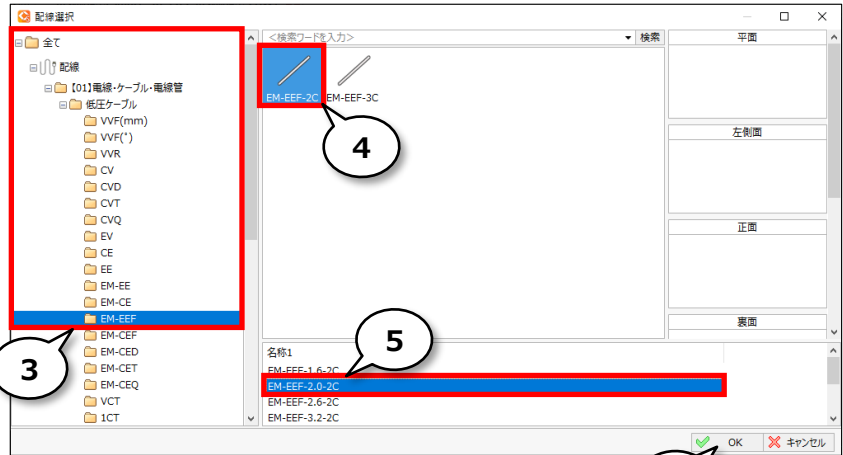 配線選択
全て
配線
【01】電線・ケーブル・電線管
低圧ケーブル
VVF(mm)
VVF(ﾟ)
VVR
CV
CVD
CVT
CVQ
EV
CE
EE
EM-EE
EM-CE
EM-EEF
EM-CEF
EM-CED
EM-CET
EM-CEQ
VCT
1CT
3
<検索ワードを入力>
検索
EM-EEF-2C
EM-EEF-3C
4
平面
左側面
正面
裏面
5
名称1
EM-EEF-1.6-2C
EM-EEF-2.0-2C
EM-EEF-2.6-2C
EM-EEF-3.2-2C
OK
キャンセル